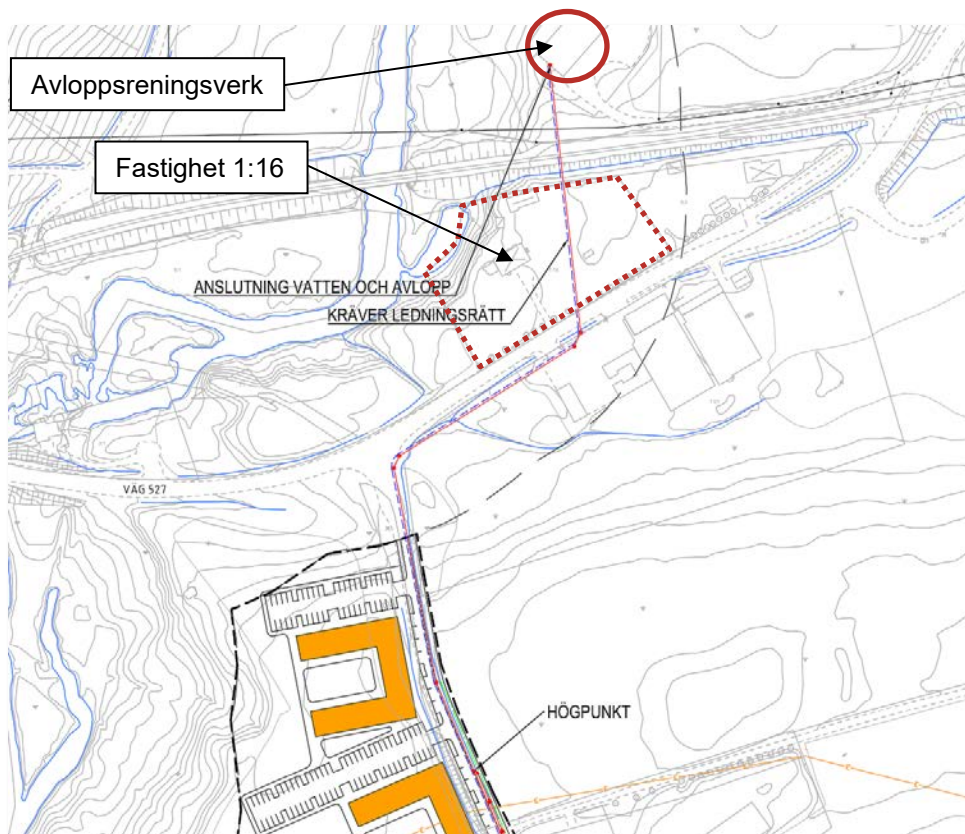 Avloppsreningsverk
Fastighet 1:16
ANSLUTNING VATTEN OCH AVLOPP
KRÄVER LEDNINGSRÄTT
VÄG 527
HÖGPUNKT